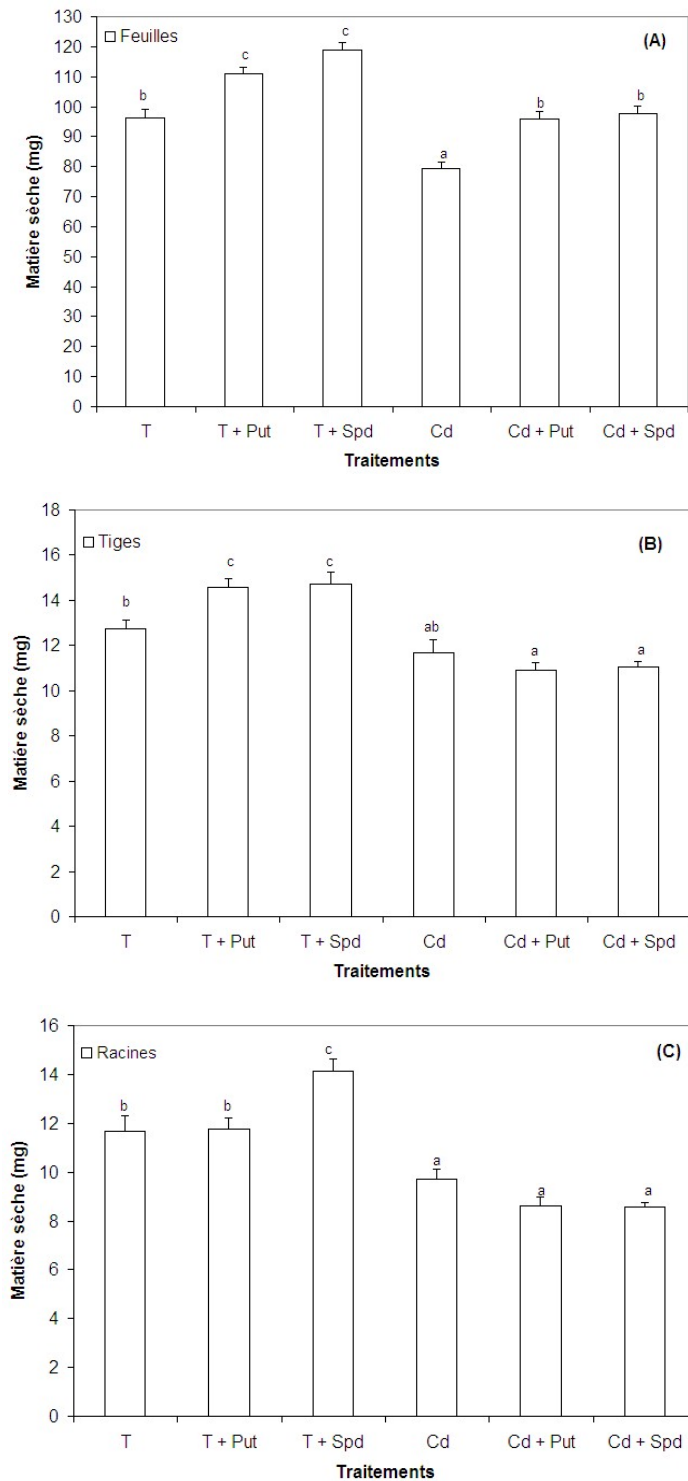 130
120
110
100
90
80
70
60
50
40
30
20
10
0
Matière sèche (mg)
Feuilles
(A)
b
c
c
a
b
b
T
T + Put
T + Spd
Cd
Cd + Put
Cd + Spd
Traitements
18
16
14
12
10
8
6
4
2
0
Matière sèche (mg)
Tiges
(B)
b
c
c
ab
a
a
T
T + Put
T + Spd
Cd
Cd + Put
Cd + Spd
Traitements
16
14
12
10
8
6
4
2
0
Matière sèche (mg)
Racines
(C)
b
b
c
a
a
a
T
T + Put
T + Spd
Cd
Cd + Put
Cd + Spd
Traitements